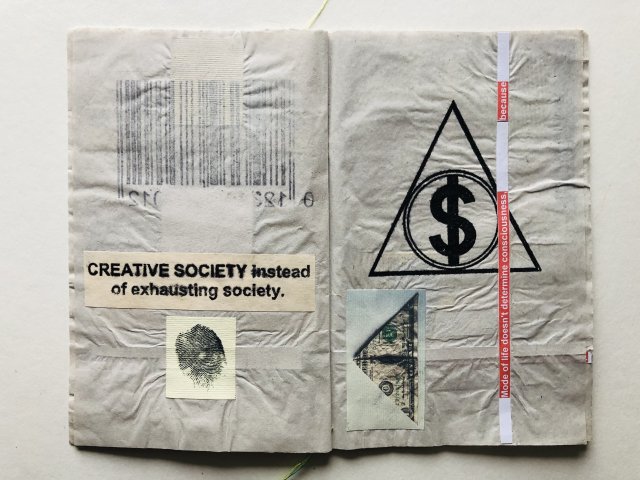 CREATIVE SOCIETY instead
of exhausting society.
$
Mode of life doesn't determine consciousness,
because